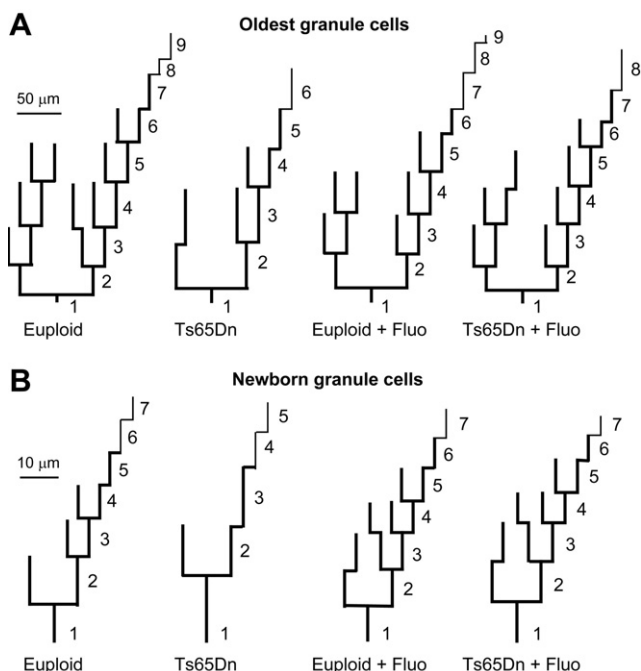 A
Oldest granule cells
50 µm
1 2 3 4 5 6 7 8 9
1 2 3 4 5 6
1 2 3 4 5 6 7 9 8
1 2 3 4 5 6 7 8
Euploid Ts65Dn Euploid + Fluo Ts65Dn + Fluo
B
Newborn granule cells
10 µm
1 2 3 4 5 6 7
1 2 3 4 5
1 2 3 4 5 6 7
1 2 3 4 5 6 7
Euploid Ts65Dn Euploid + Fluo Ts65Dn + Fluo